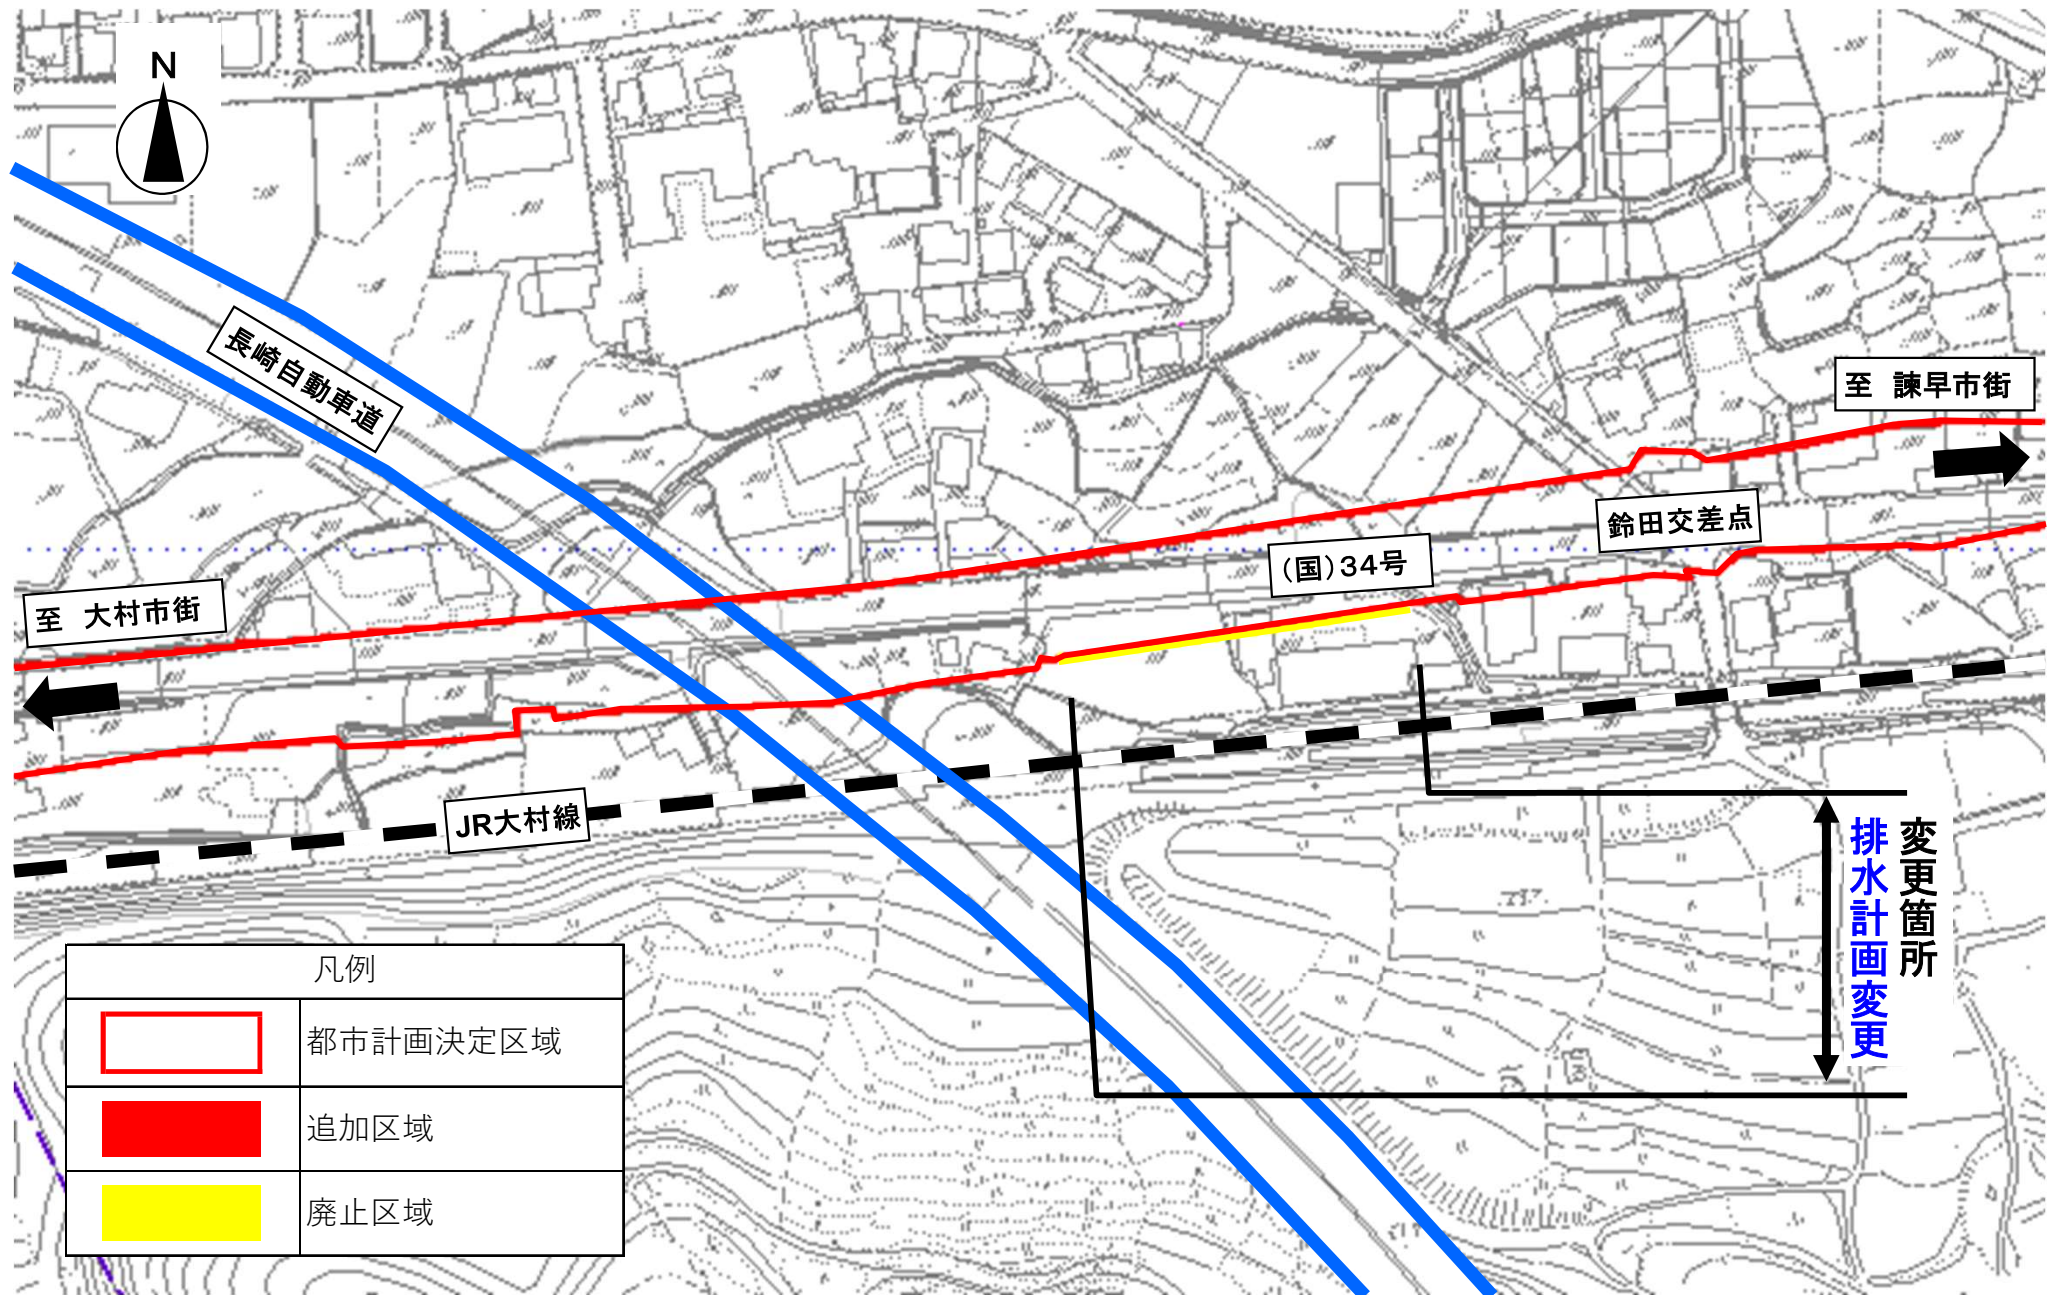 N
長崎自動車道
至 諫早市街
鈴田交差点
(国)34号
至 大村市街
JR大村線
変更箇所
排水計画変更
凡例
都市計画決定区域
追加区域
廃止区域